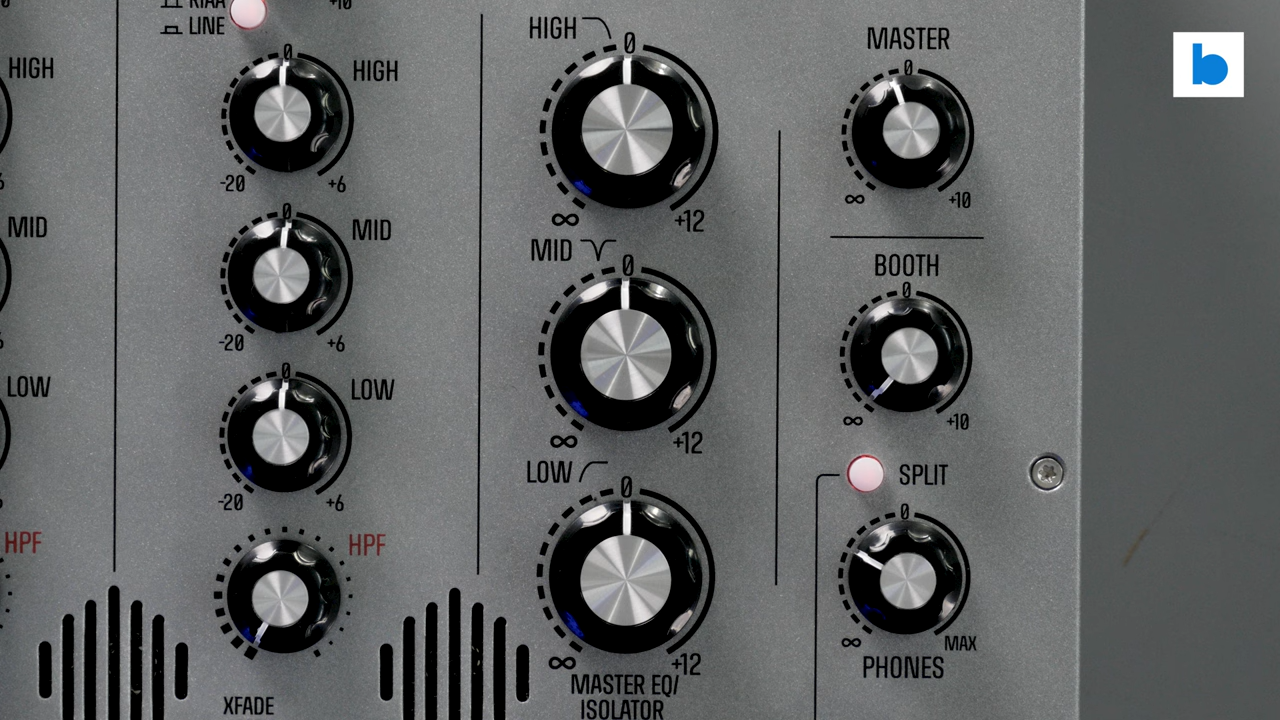 RIAA
+10
LINE
HIGH
0
HIGH
-20
+6
MID
0
MID
-20
+6
LOW
0
LOW
-20
+6
HPF
HPF
XFADE
HIGH
0
∞
+12
MID
0
∞
+12
LOW
0
∞
+12
MASTER EQ/
ISOLATOR
MASTER
0
∞
+10
BOOTH
0
∞
+10
SPLIT
0
∞
MAX
PHONES
b